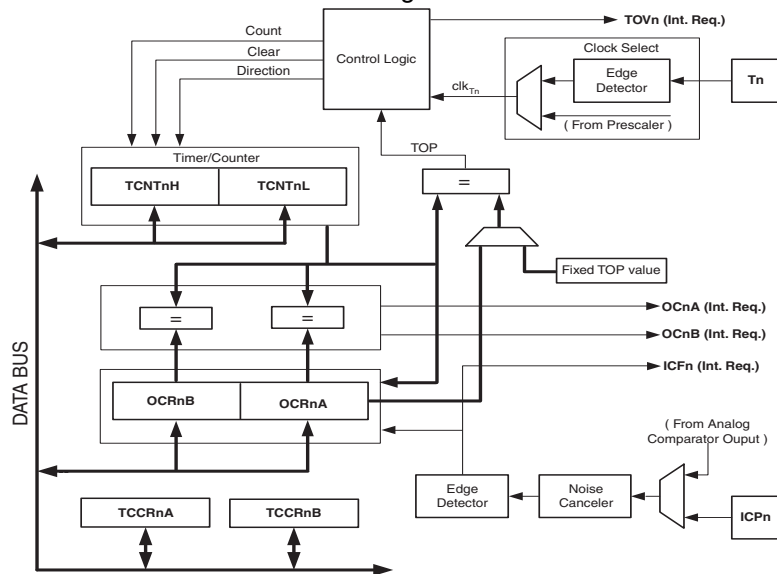 Count
Clear
Direction
Control Logic
TOVn (Int. Req.)
Clock Select
Edge
Detector
Tn
clkTn
( From Prescaler )
TOP
Timer/Counter
TCNTnH
TCNTnL
=
Fixed TOP value
=
=
OCnA (Int. Req.)
OCnB (Int. Req.)
ICFn (Int. Req.)
OCRnB
OCRnA
DATA BUS
( From Analog
Comparator Ouput )
Edge
Detector
Noise
Canceler
ICPn
TCCRnA
TCCRnB